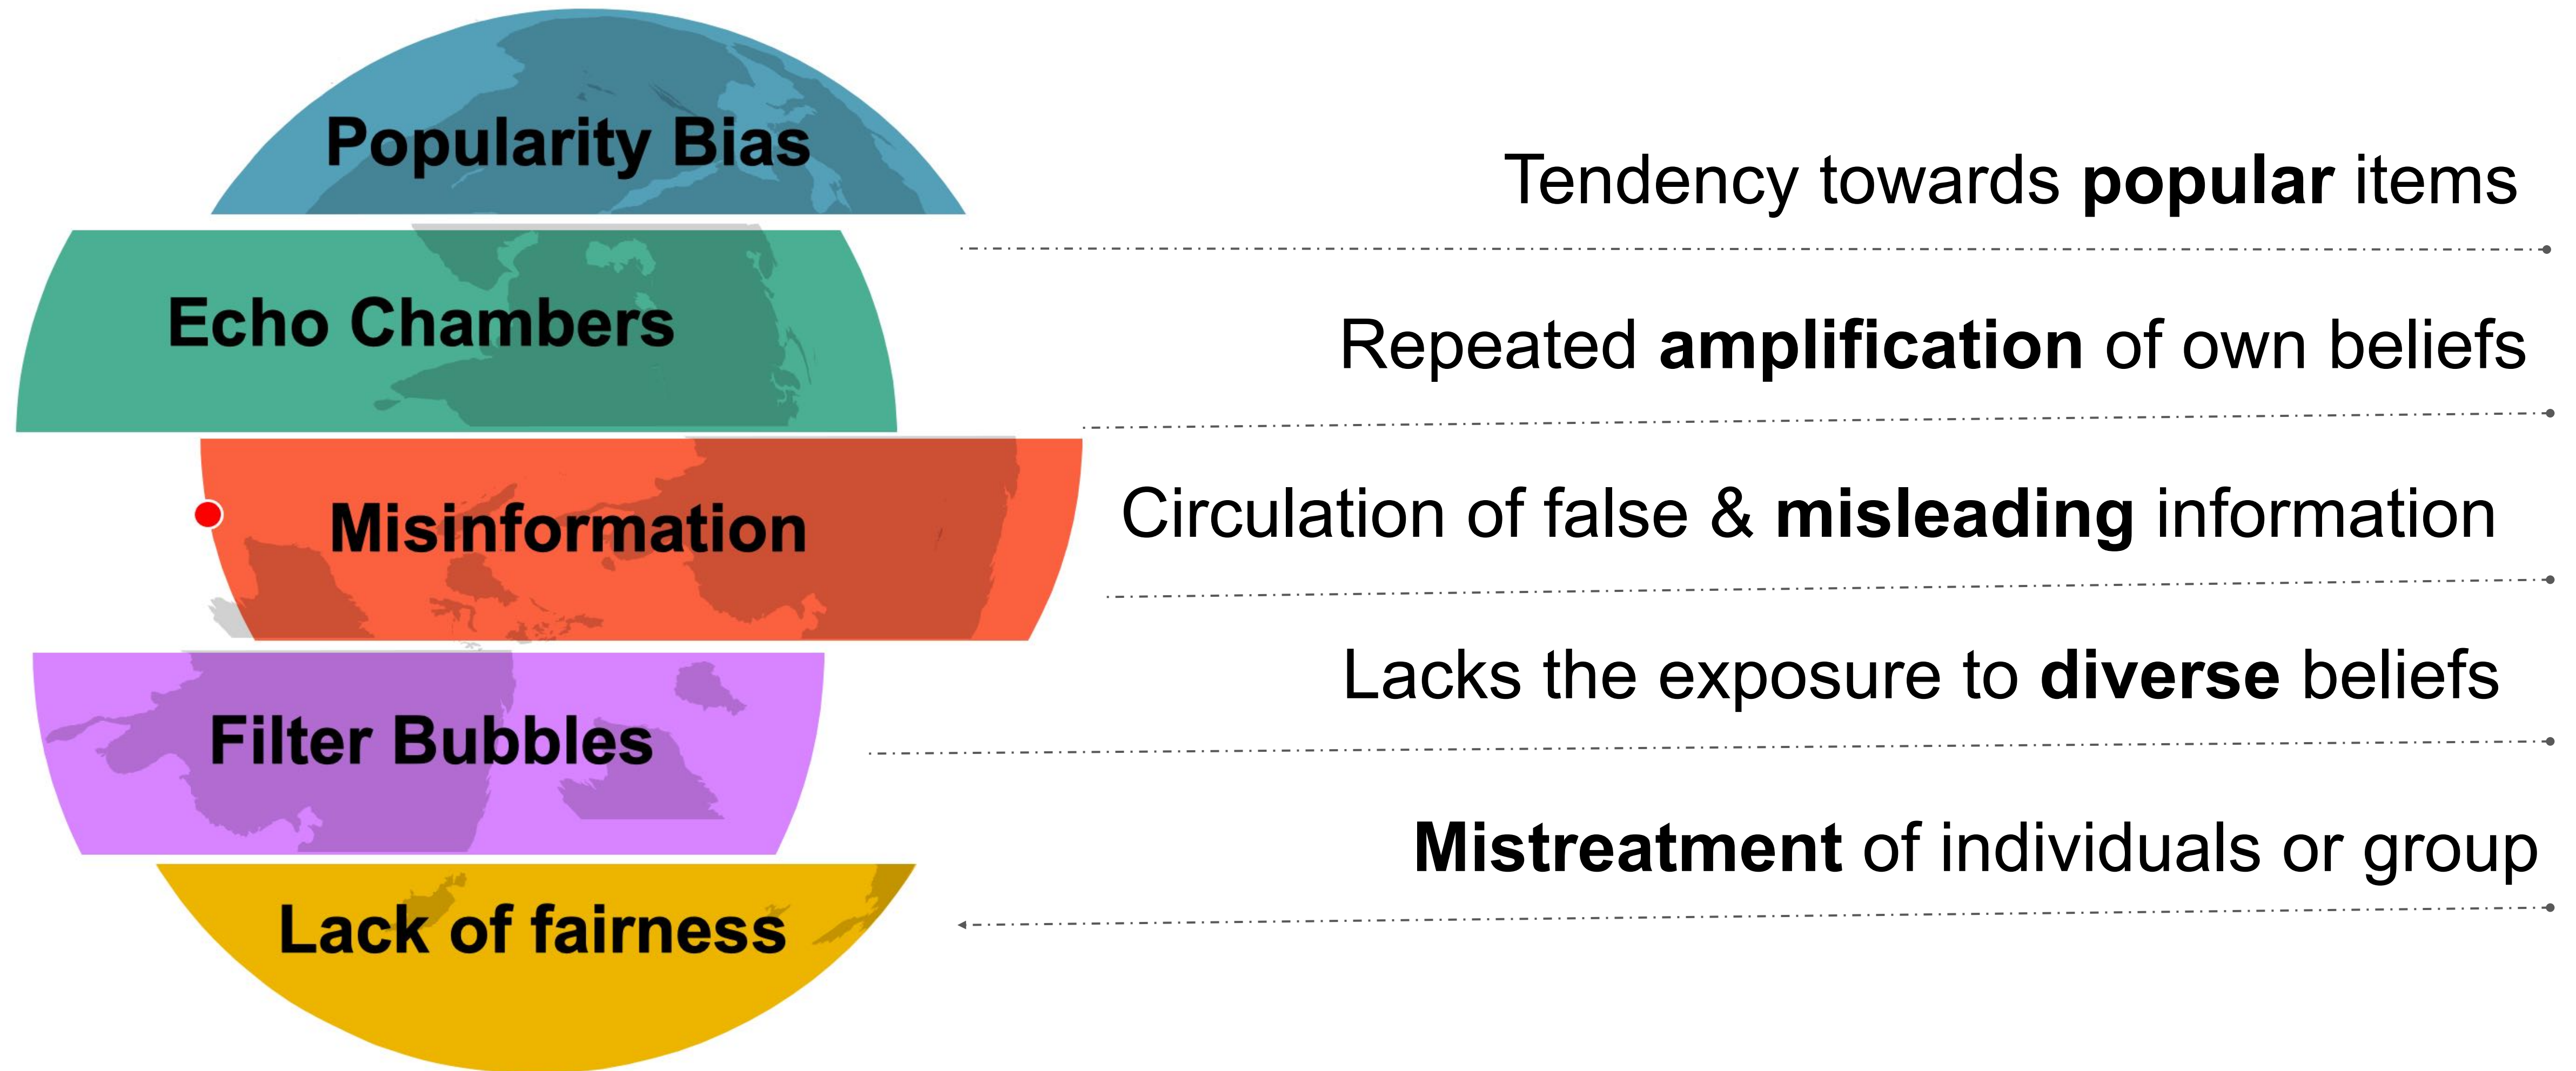 Popularity Bias
Tendency towards popular items
Echo Chambers
Repeated amplification of own beliefs
Misinformation
Circulation of false & misleading information
Filter Bubbles
Lacks the exposure to diverse beliefs
Lack of fairness
Mistreatment of individuals or group